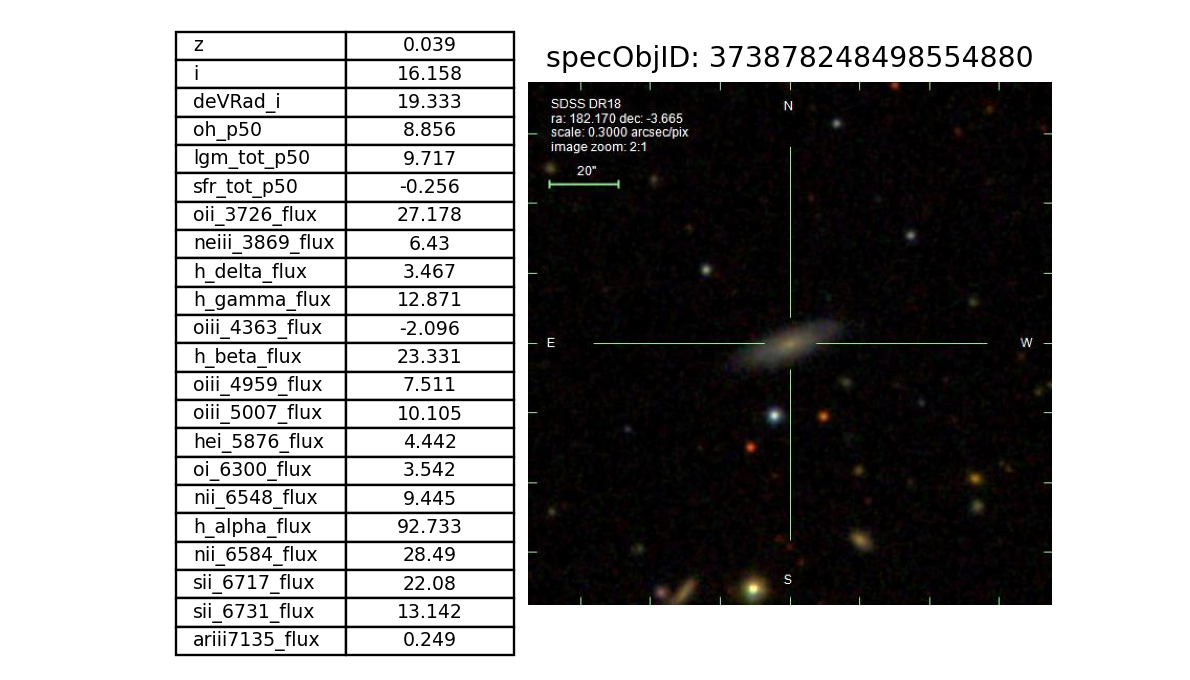 z 0.039
i 16.158
deVRad_i 19.333
oh_p50 8.856
lgm_tot_p50 9.717
sfr_tot_p50 -0.256
oii_3726_flux 27.178
neiii_3869_flux 6.43
h_delta_flux 3.467
h_gamma_flux 12.871
oiii_4363_flux -2.096
h_beta_flux 23.331
oiii_4959_flux 7.511
oiii_5007_flux 10.105
hei_5876_flux 4.442
oi_6300_flux 3.542
nii_6548_flux 9.445
h_alpha_flux 92.733
nii_6584_flux 28.49
sii_6717_flux 22.08
sii_6731_flux 13.142
ariii7135_flux 0.249
specObjID: 373878248498554880
SDSS DR18
ra: 182.170 dec: -3.665
scale: 0.3000 arcsec/pix
image zoom: 2:1
20"
N
E
W
S